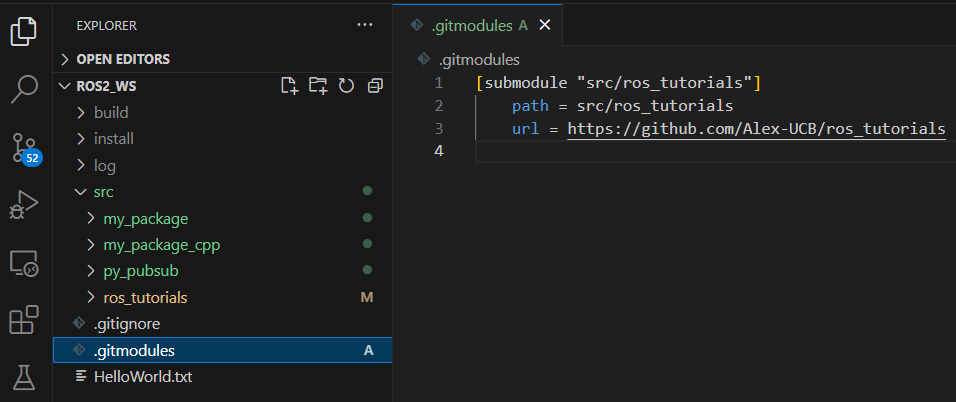 EXPLORER
···
OPEN EDITORS
ROS2_WS
build
install
log
src
my_package
my_package_cpp
py_pubsub
ros_tutorials M
.gitignore
.gitmodules A
HelloWorld.txt
52
.gitmodules A
.gitmodules
1 [submodule "src/ros_tutorials"]
2 path = src/ros_tutorials
3 url = https://github.com/Alex-UCB/ros_tutorials
4